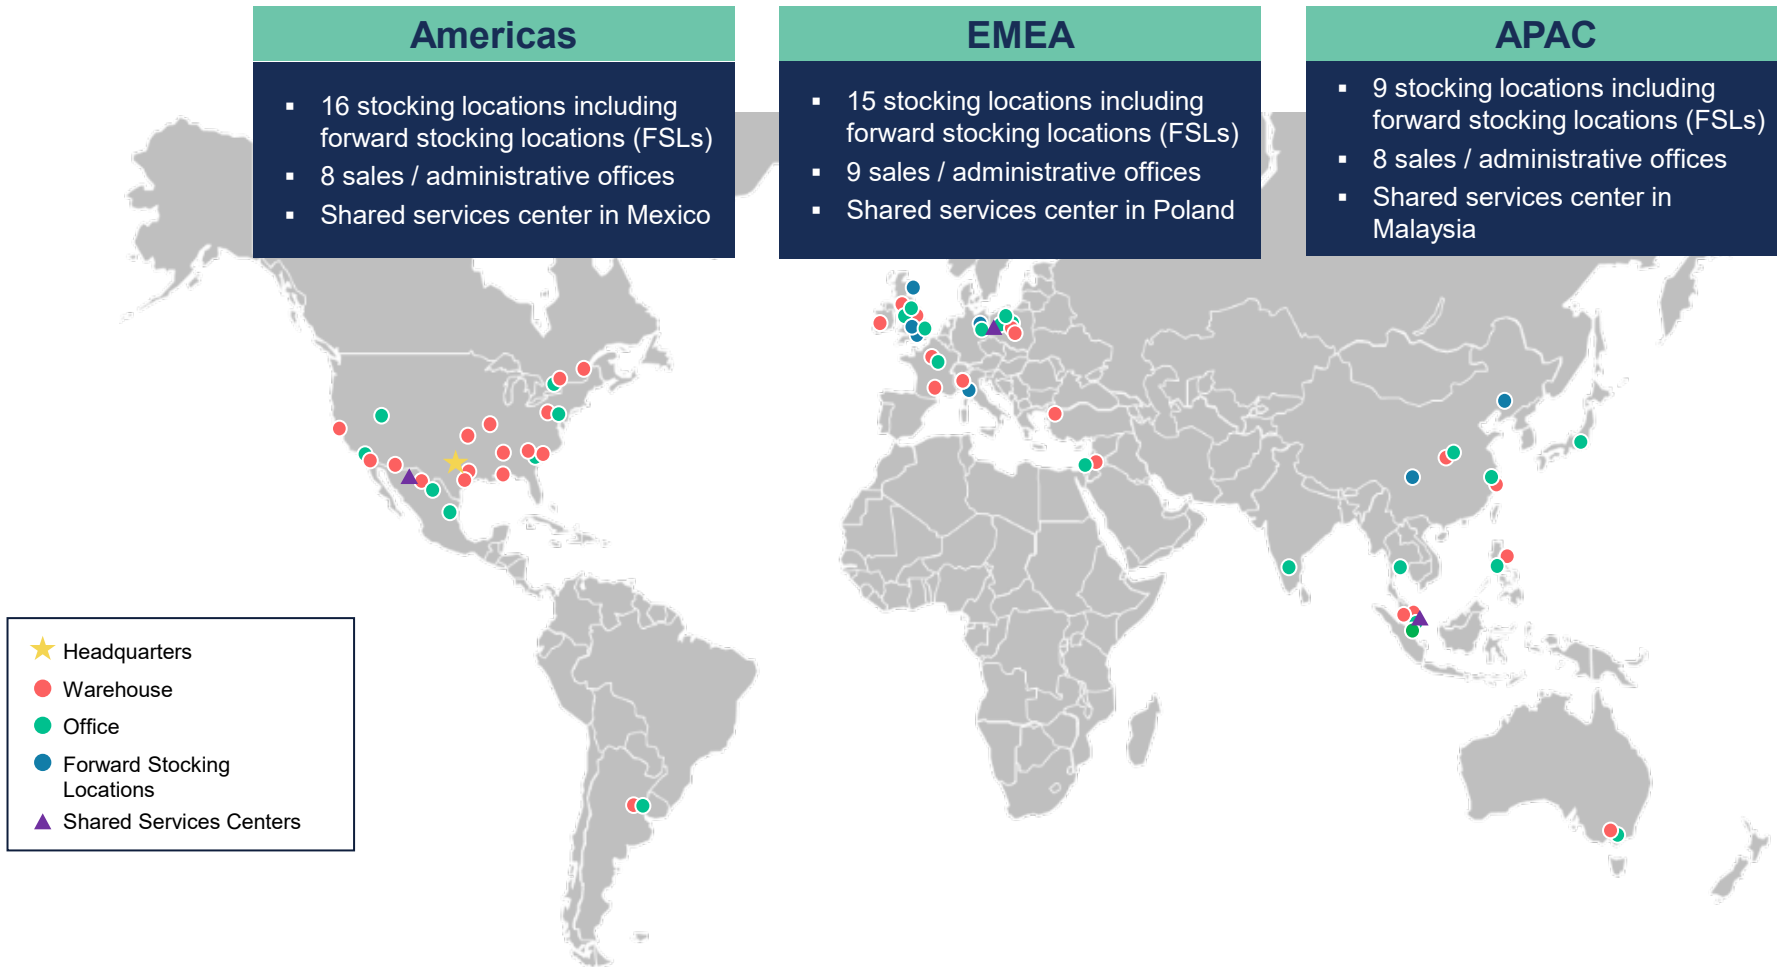 Americas
▪ 16 stocking locations including
forward stocking locations (FSLs)
▪ 8 sales / administrative offices
▪ Shared services center in Mexico
EMEA
▪ 15 stocking locations including
forward stocking locations (FSLs)
▪ 9 sales / administrative offices
▪ Shared services center in Poland
APAC
▪ 9 stocking locations including
forward stocking locations (FSLs)
▪ 8 sales / administrative offices
▪ Shared services center in
Malaysia
Headquarters
Warehouse
Office
Forward Stocking
Locations
Shared Services Centers